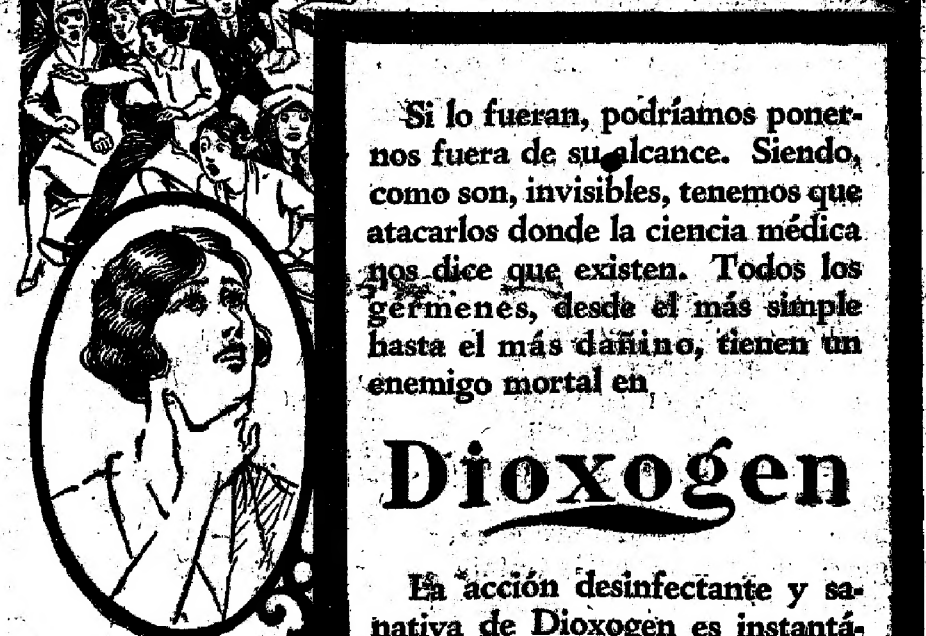 Si lo fueran, podríamos poner-
nos fuera de su alcance. Siendo,
como son, invisibles, tenemos que
atacarlos donde la ciencia médica
nos dice que existen. Todos los
gérmenes, desde el más simple
hasta el más dañino, tienen un
enemigo mortal en
Dioxogen
La acción desinfectante y sa-
nativa de Dioxogen es instantá-